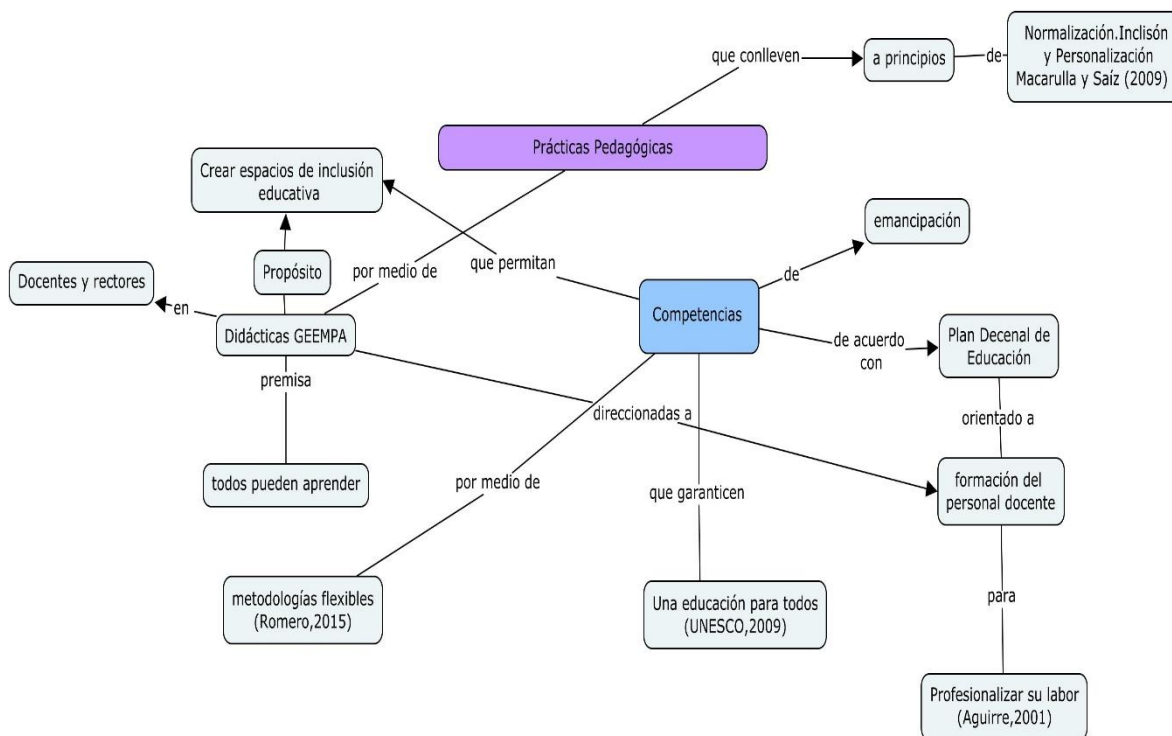 Normalización.Inclisón
y Personalización
Macarulla y Saíz (2009)
que conlleven
a principios
de
Prácticas Pedagógicas
Crear espacios de inclusión
educativa
emancipación
Propósito
por medio de
que permitan
de
Docentes y rectores
en
Didácticas GEEMPA
Competencias
de acuerdo
con
Plan Decenal de
Educación
premisa
direccionadas a
orientado a
todos pueden aprender
por medio de
que garanticen
formación del
personal docente
metodologías flexibles
(Romero,2015)
Una educación para todos
(UNESCO,2009)
para
Profesionalizar su labor
(Aguirre,2001)